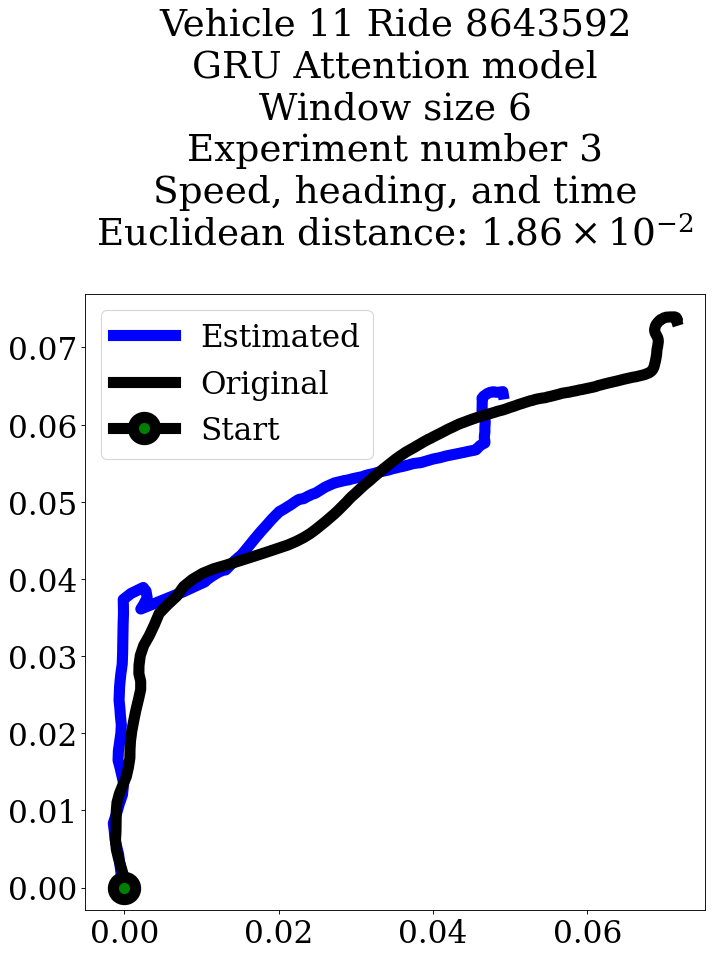 Vehicle 11 Ride 8643592
GRU Attention model
Window size 6
Experiment number 3
Speed, heading, and time
Euclidean distance: 1.86 × 10⁻²
Estimated
Original
Start
0.07
0.06
0.05
0.04
0.03
0.02
0.01
0.00
0.00 0.02 0.04 0.06